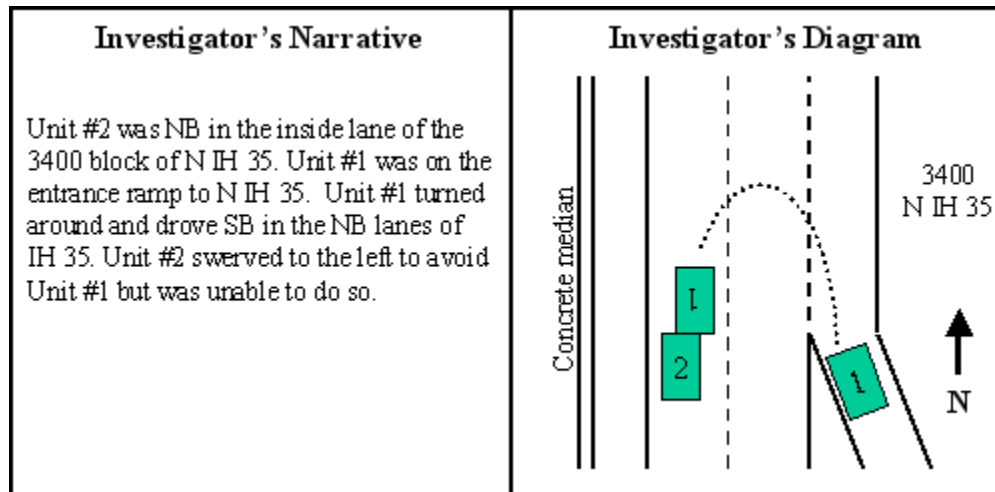 Investigator's Narrative
Unit #2 was NB in the inside lane of the
3400 block of N IH 35. Unit #1 was on the
entrance ramp to N IH 35. Unit #1 turned
around and drove SB in the NB lanes of
IH 35. Unit #2 swerved to the left to avoid
Unit #1 but was unable to do so.
Investigator's Diagram
Concrete median
3400
N IH 35
1
2
1
N